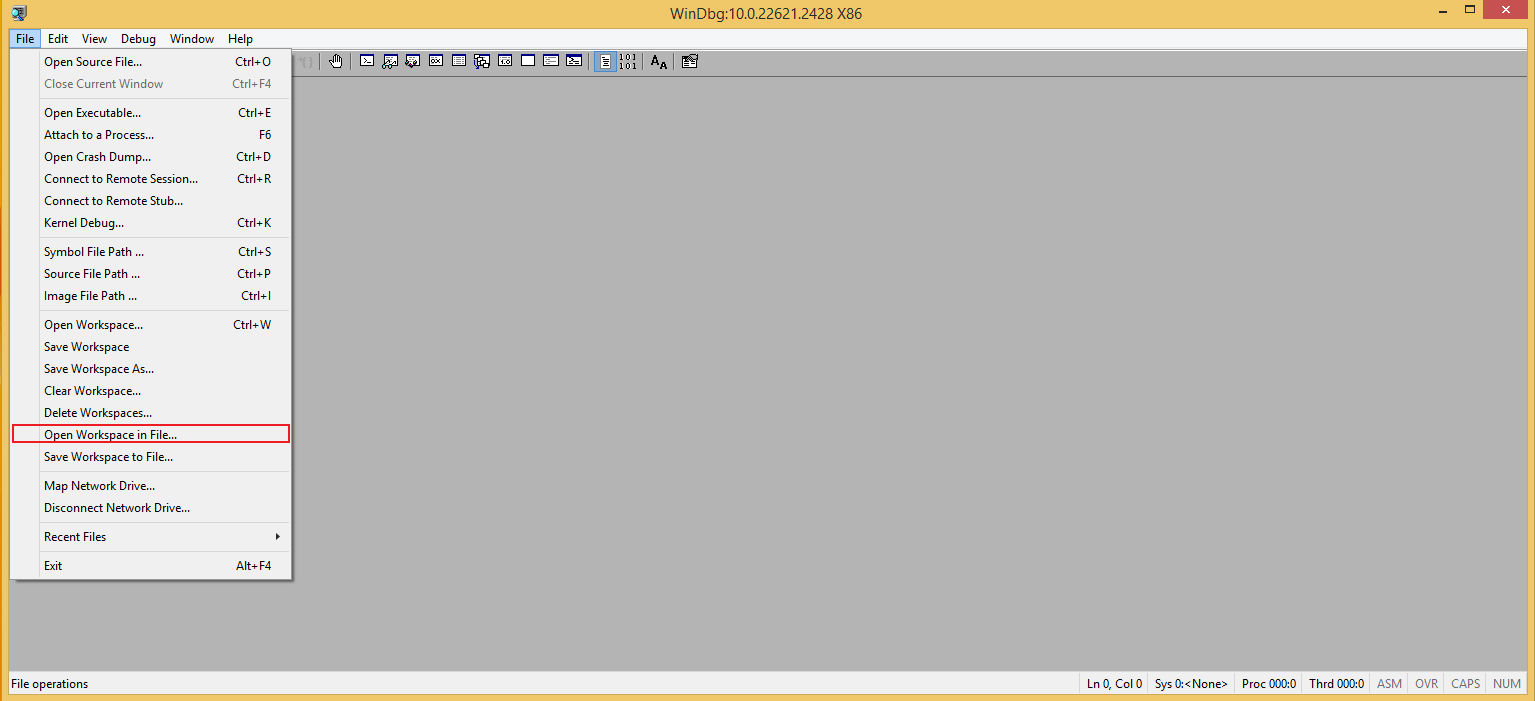 WinDbg:10.0.22621.2428 X86
File Edit View Debug Window Help
Open Source File... Ctrl+O
Close Current Window Ctrl+F4
Open Executable... Ctrl+E
Attach to a Process... F6
Open Crash Dump... Ctrl+D
Connect to Remote Session... Ctrl+R
Connect to Remote Stub...
Kernel Debug... Ctrl+K
Symbol File Path ... Ctrl+S
Source File Path ... Ctrl+P
Image File Path ... Ctrl+I
Open Workspace... Ctrl+W
Save Workspace
Save Workspace As...
Clear Workspace...
Delete Workspaces...
Open Workspace in File...
Save Workspace to File...
Map Network Drive...
Disconnect Network Drive...
Recent Files
Exit Alt+F4
File operations Ln 0, Col 0 Sys 0:<None> Proc 000:0 Thrd 000:0 ASM OVR CAPS NUM